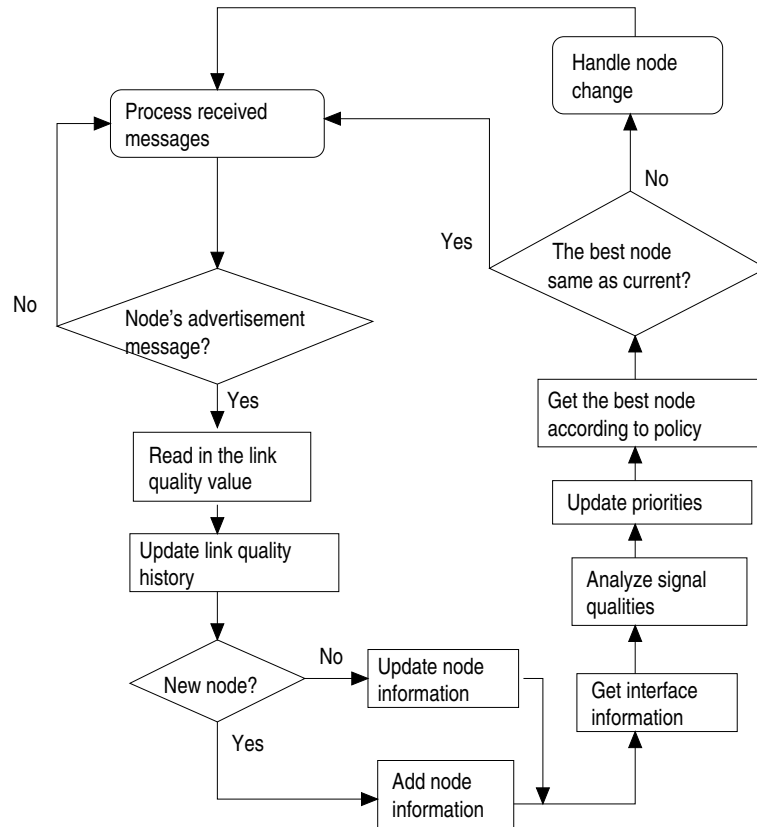 Process received
messages
Handle node
change
No
Yes
The best node
same as current?
No
Node's advertisement
message?
Yes
Get the best node
according to policy
Read in the link
quality value
Update priorities
Update link quality
history
Analyze signal
qualities
New node?
No
Update node
information
Get interface
information
Yes
Add node
information